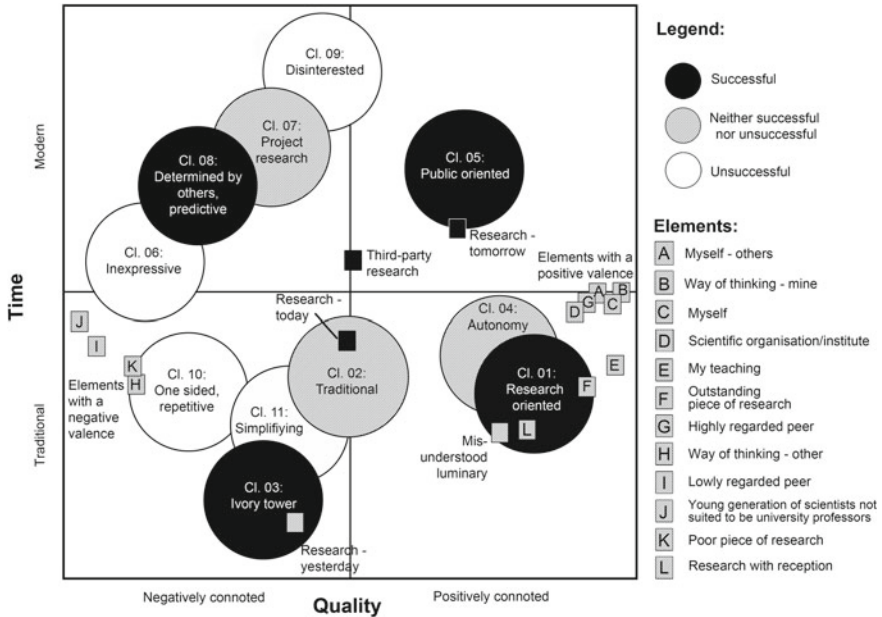 Cl. 09:
Disinterested
Cl. 07:
Project
research
Cl. 08:
Determined by
others,
predictive
Cl. 05:
Public oriented
Cl. 06:
Inexpressive
Third-party
research
Research -
tomorrow
Elements with a
positive valence
A
B
G
C
D
Research -
today
Cl. 04:
Autonomy
J
I
K
H
Elements
with a
negative
valence
Cl. 10:
One sided,
repetitive
Cl. 02:
Traditional
Cl. 01:
Research
oriented
E
F
L
Cl. 11:
Simplifiying
Mis-
understood
luminary
Cl. 03:
Ivory tower
Research -
yesterday
Time
Modern
Traditional
Negatively connoted
Quality
Positively connoted
Legend:
Successful
Neither successful
nor unsuccessful
Unsuccessful
Elements:
A Myself - others
B Way of thinking - mine
C Myself
D Scientific organisation/institute
E My teaching
F Outstanding
piece of research
G Highly regarded peer
H Way of thinking - other
I Lowly regarded peer
J Young generation of scientists not
suited to be university professors
K Poor piece of research
L Research with reception